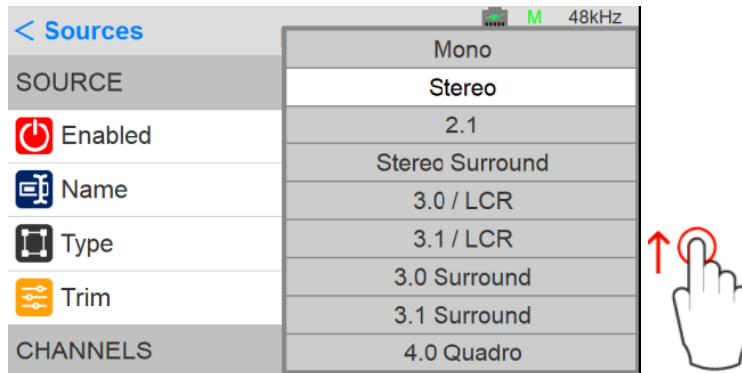 M 48kHz
< Sources
SOURCE
Enabled
Name
Type
Trim
CHANNELS
Mono
Stereo
2.1
Stereo Surround
3.0 / LCR
3.1 / LCR
3.0 Surround
3.1 Surround
4.0 Quadro